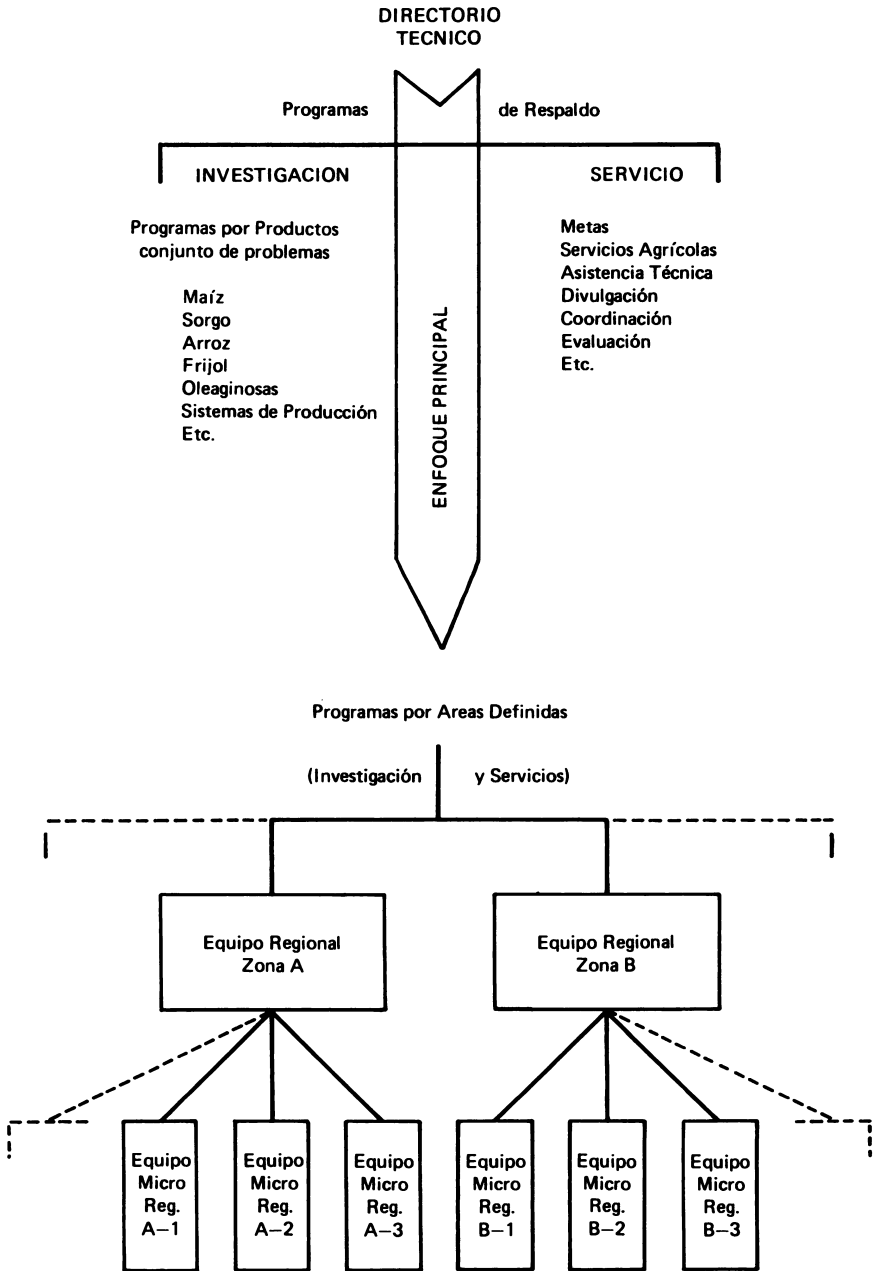 DIRECTORIO
TECNICO
Programas de Respaldo
INVESTIGACION
Programas por Productos
conjunto de problemas
Maíz
Sorgo
Arroz
Frijol
Oleaginosas
Sistemas de Producción
Etc.
ENFOQUE PRINCIPAL
SERVICIO
Metas
Servicios Agrícolas
Asistencia Técnica
Divulgación
Coordinación
Evaluación
Etc.
Programas por Areas Definidas
(Investigación y Servicios)
Equipo Regional
Zona A
Equipo Regional
Zona B
Equipo
Micro
Reg.
A—1
Equipo
Micro
Reg.
A—2
Equipo
Micro
Reg.
A—3
Equipo
Micro
Reg.
B—1
Equipo
Micro
Reg.
B—2
Equipo
Micro
Reg.
B—3